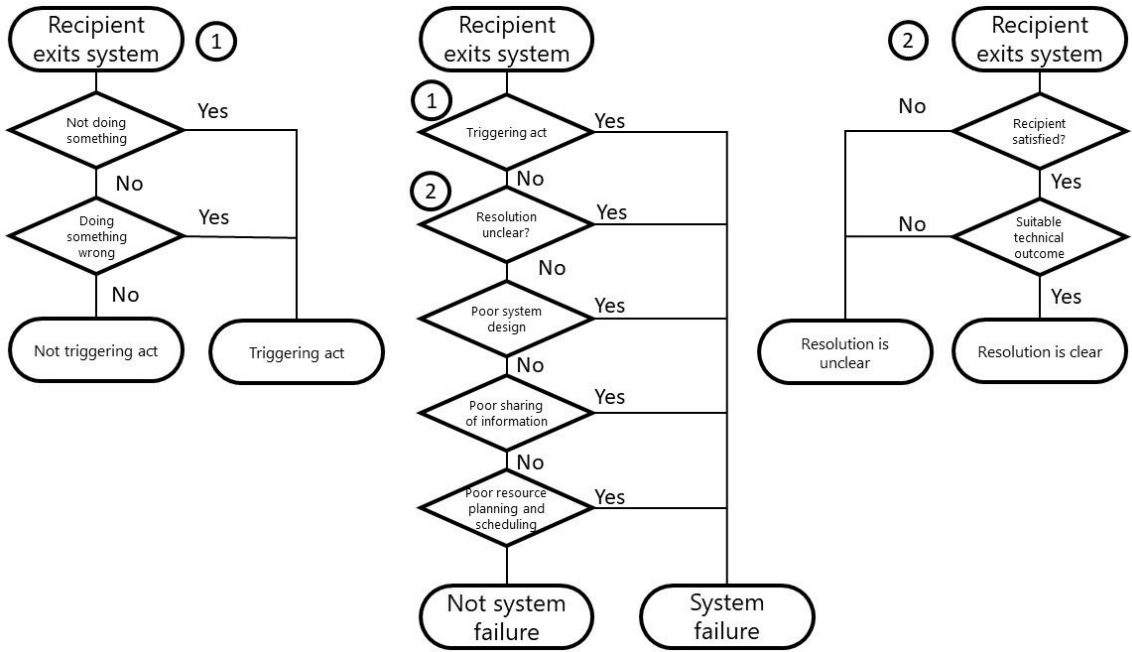 Recipient
exits system
1
Not doing
something
Yes
No
Doing
something
wrong
Yes
No
Not triggering act
Triggering act
Recipient
exits system
1
Triggering act
Yes
No
2
Resolution
unclear?
Yes
No
Poor system
design
Yes
No
Poor sharing
of information
Yes
No
Poor resource
planning and
scheduling
Yes
Not system
failure
System
failure
2
Recipient
exits system
No
Recipient
satisfied?
Yes
No
Suitable
technical
outcome
Yes
Resolution is
unclear
Resolution is clear